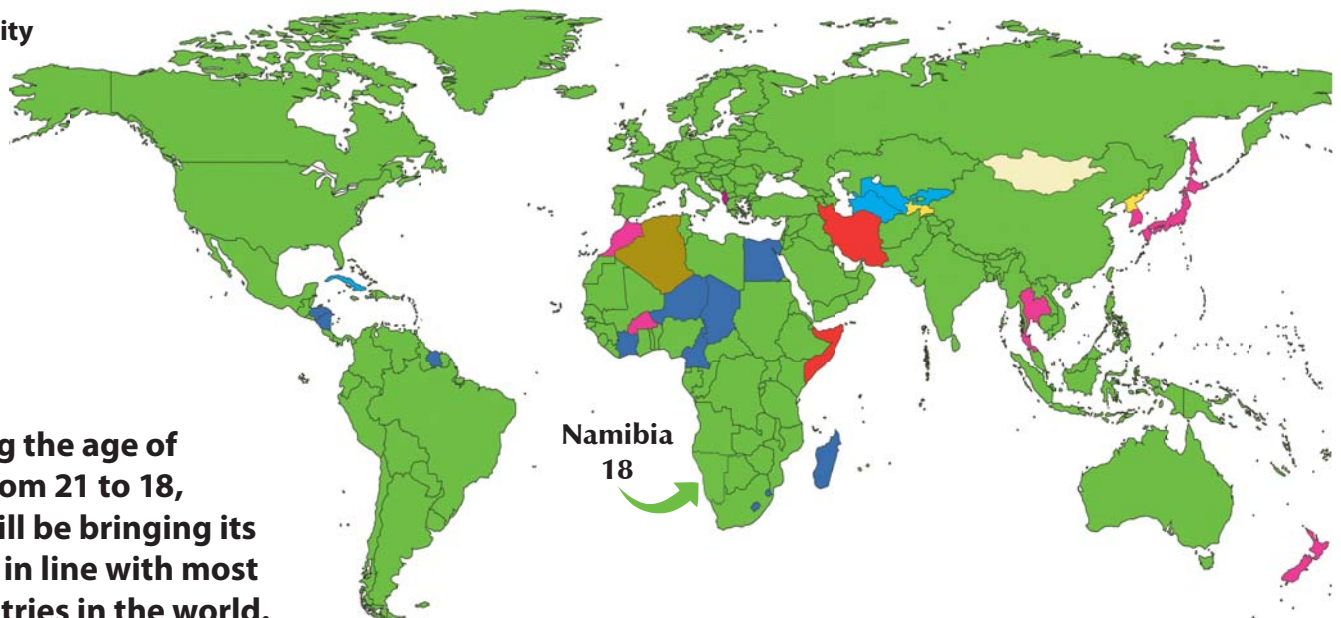 ity
Namibia
18
g the age of
om 21 to 18,
ill be bringing its
in line with most
tries in the world.